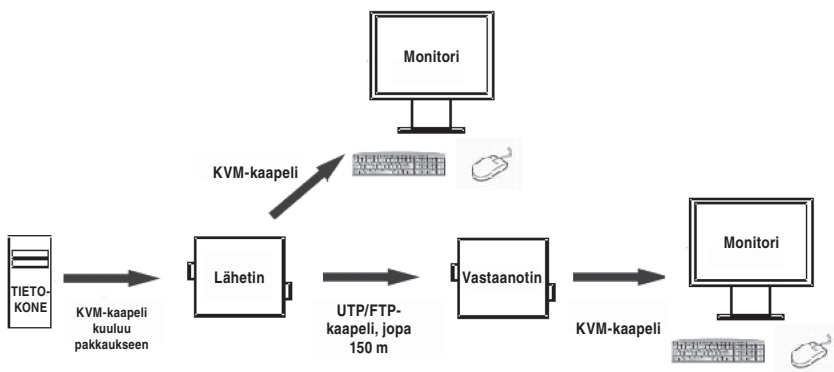 Monitori
KVM-kaapeli
TIETO-
KONE
KVM-kaapeli
kuuluu
pakkaukseen
Lähetin
UTP/FTP-
kaapeli, jopa
150 m
Vastaanotin
KVM-kaapeli
Monitori